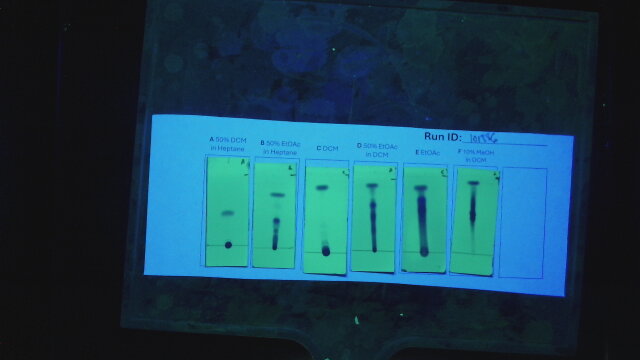 Run ID:
A 50% DCM
in Heptane
B 50% EtOAc
in Heptane
C DCM
D 50% EtOAc
in DCM
E EtOAc
F 10% MeOH
in DCM